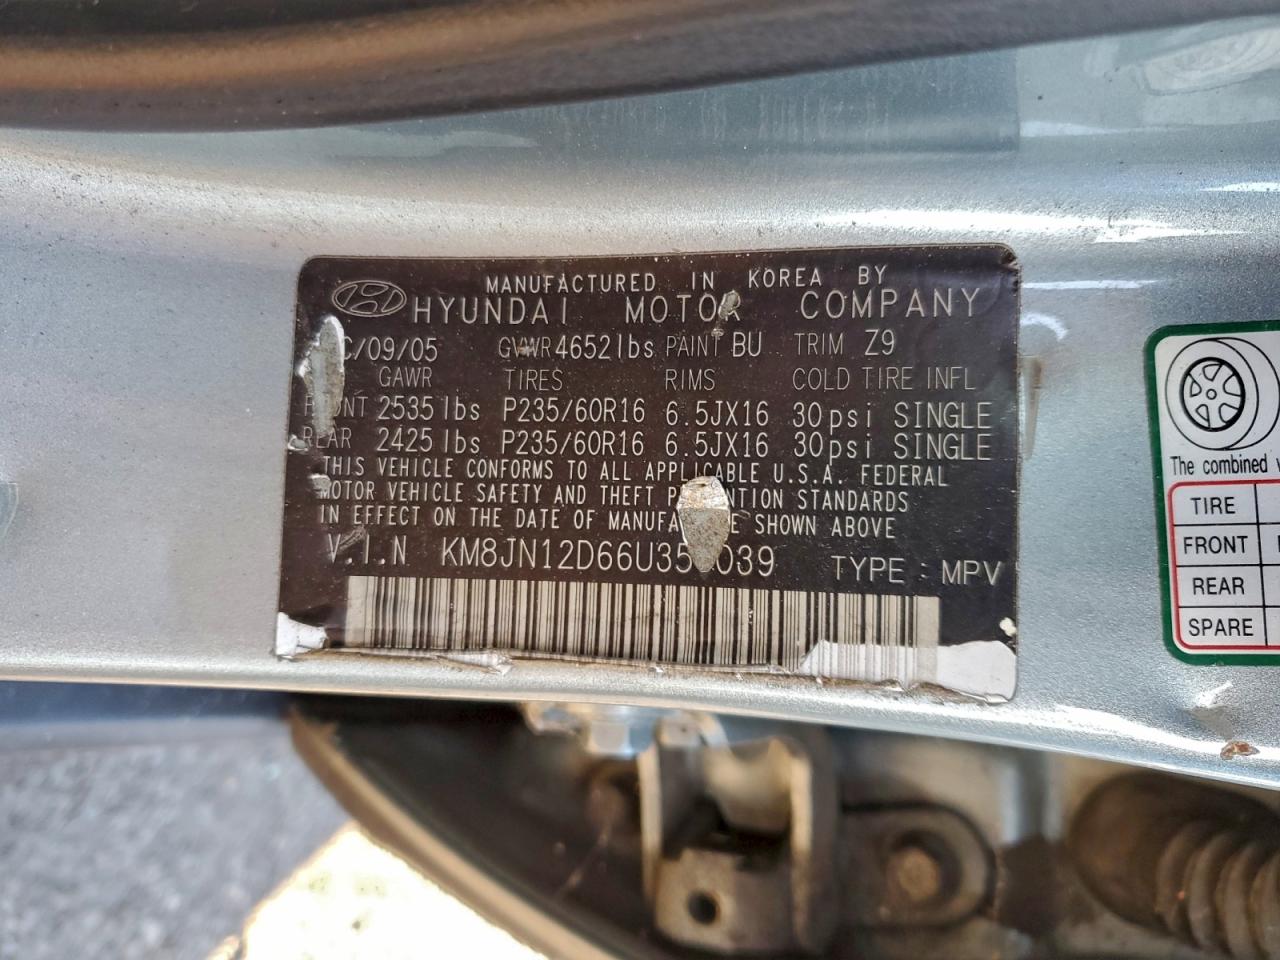 MANUFACTURED IN KOREA BY
HYUNDAI MOTOR COMPANY
/09/05 GVWR 4652lbs PAINT BU TRIM Z9
GAWR TIRES RIMS COLD TIRE INFL
2535lbs P235/60R16 6.5JX16 30psi SINGLE
REAR 2425lbs P235/60R16 6.5JX16 30psi SINGLE
THIS VEHICLE CONFORMS TO ALL APPLICABLE U.S.A. FEDERAL
MOTOR VEHICLE SAFETY AND THEFT STANDARDS
IN EFFECT ON THE DATE OF SHOWN ABOVE
V.I.N TYPE : MPV
The combined
TIRE
FRONT
REAR
SPARE